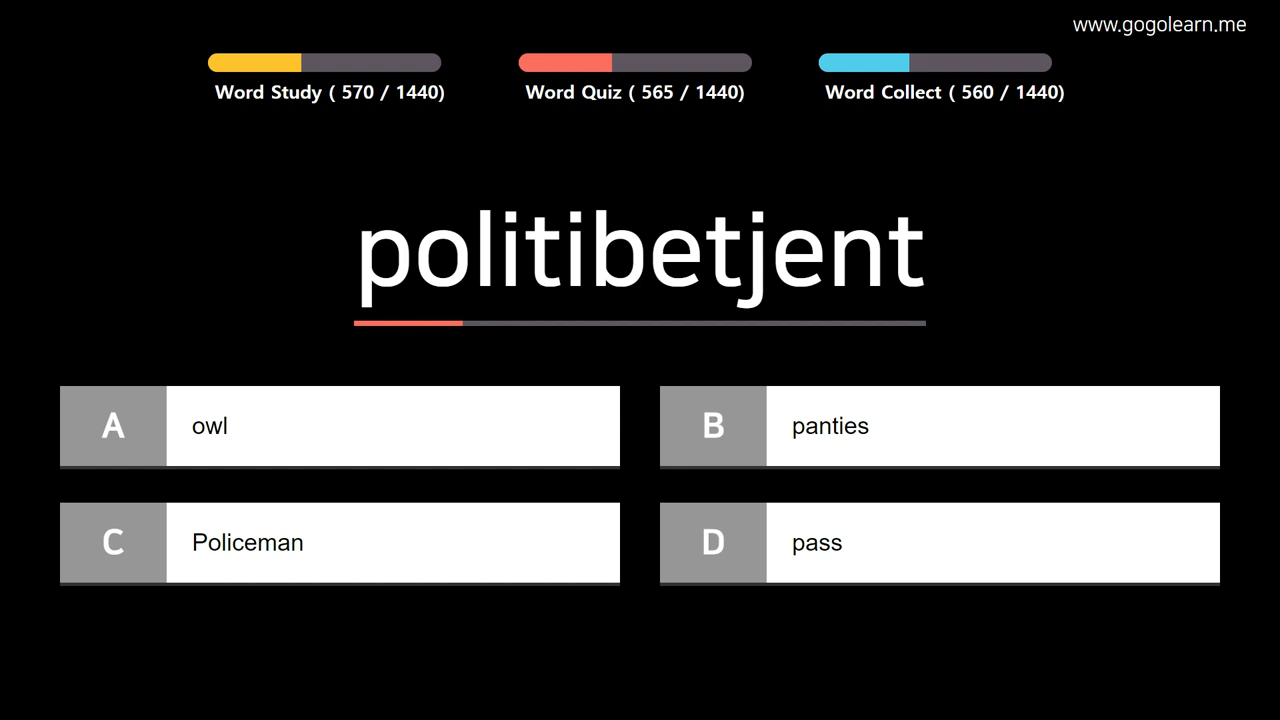 www.gogolearn.me
Word Study ( 570 / 1440)
Word Quiz ( 565 / 1440)
Word Collect ( 560 / 1440)
politibetjent
A owl
B panties
C Policeman
D pass